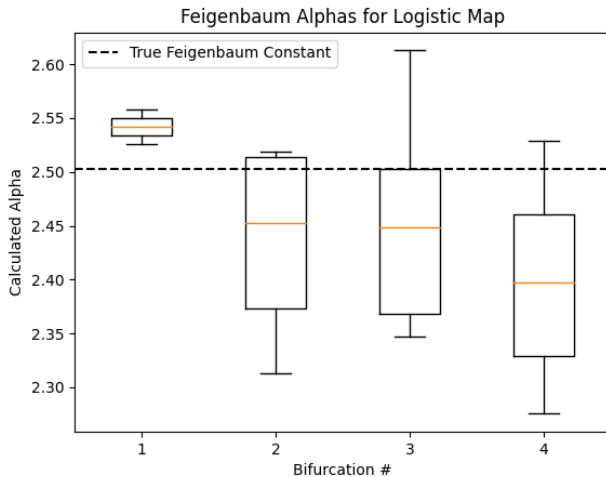 Feigenbaum Alphas for Logistic Map
True Feigenbaum Constant
Calculated Alpha
2.60
2.55
2.50
2.45
2.40
2.35
2.30
1 2 3 4
Bifurcation #